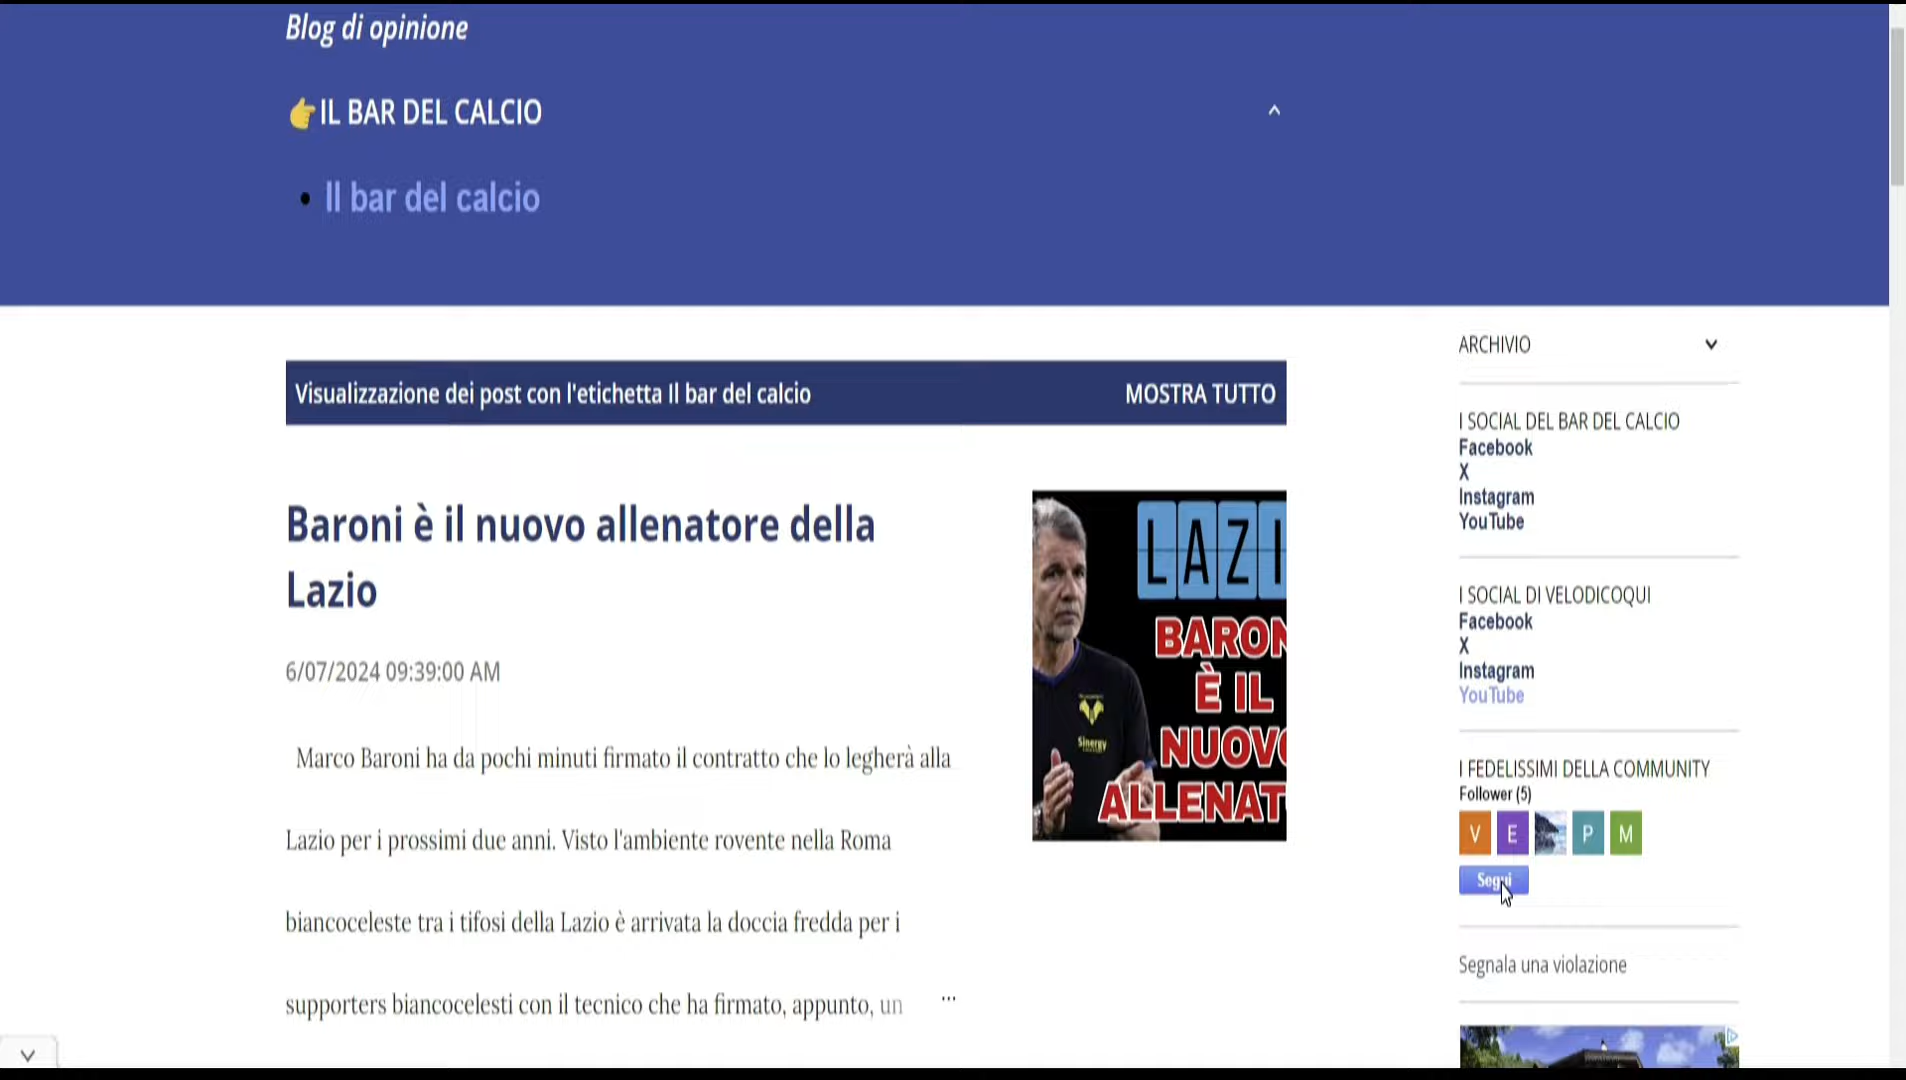 Blog di opinione
👉IL BAR DEL CALCIO
Il bar del calcio
Visualizzazione dei post con l'etichetta Il bar del calcio MOSTRA TUTTO
Baroni è il nuovo allenatore della
Lazio
6/07/2024 09:39:00 AM
Marco Baroni ha da pochi minuti firmato il contratto che lo legherà alla
Lazio per i prossimi due anni. Visto l'ambiente rovente nella Roma
biancoceleste tra i tifosi della Lazio è arrivata la doccia fredda per i
supporters biancocelesti con il tecnico che ha firmato, appunto, un ...
LAZI
BARON
È IL
NUOVO
ALLENAT
Sinergy
ARCHIVIO
I SOCIAL DEL BAR DEL CALCIO
Facebook
X
Instagram
YouTube
I SOCIAL DI VELODICOQUI
Facebook
X
Instagram
YouTube
I FEDELISSIMI DELLA COMMUNITY
Follower (5)
V E P M
Segui
Segnala una violazione